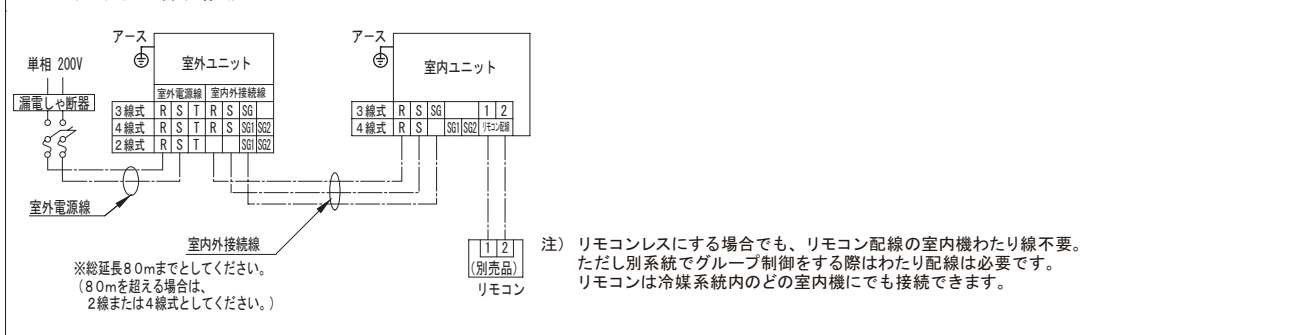 アース
単相 200V
漏電しゃ断器
室外ユニット
室外電源線 室内外接続線
3線式 R S T R S SG
4線式 R S T R S SG1 SG2
2線式 R S T SG1 SG2
室外電源線
アース
室内ユニット
3線式 R S SG 1 2
4線式 R S SG1 SG2 リモコン配線
室内外接続線
※総延長80mまでとしてください。
(80mを超える場合は、
2線または4線式としてください。)
1 2
(別売品)
リモコン
注) リモコンレスにする場合でも、リモコン配線の室内機わたり線不要。
ただし別系統でグループ制御をする際はわたり配線は必要です。
リモコンは冷媒系統内のどの室内機にでも接続できます。